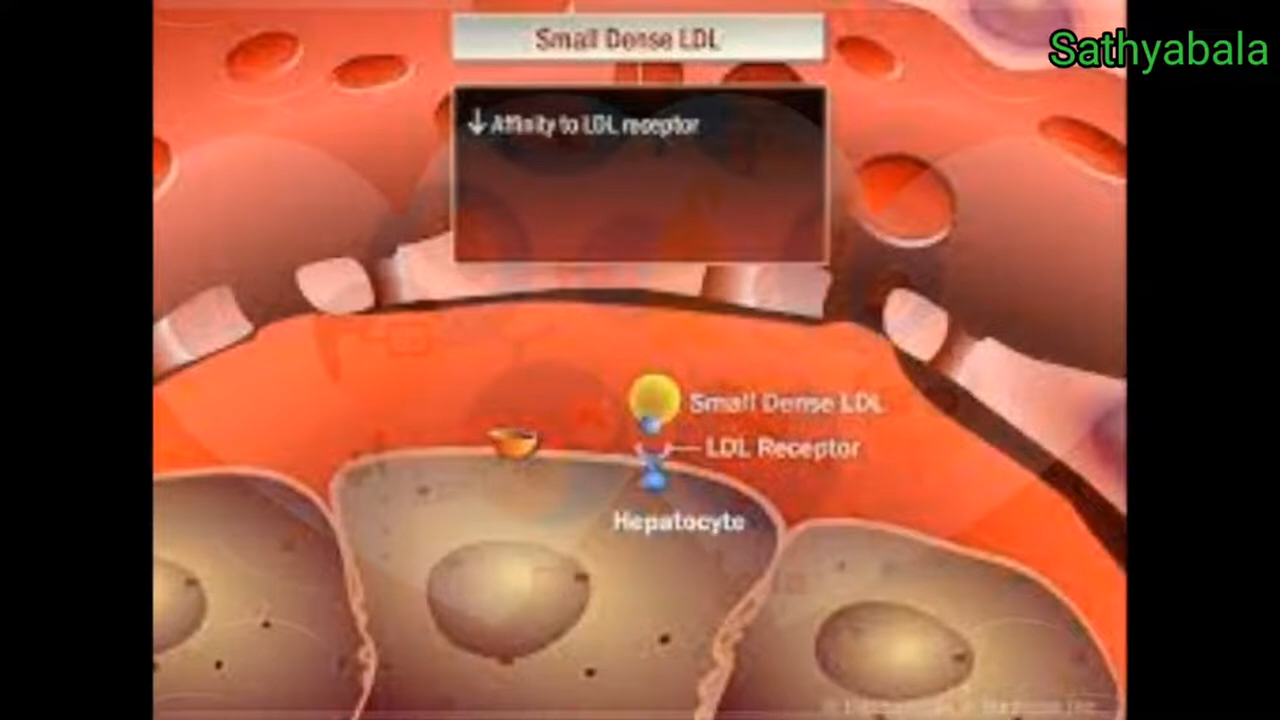 Small Dense LDL
Sathyabala
↓ Affinity to LDL receptor
Small Dense LDL
LDL Receptor
Hepatocyte